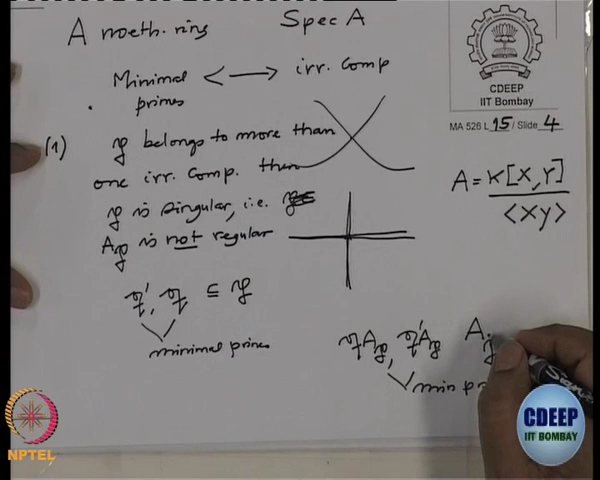 A noeth. ring Spec A
Minimal primes <—> irr. comp
CDEEP
IIT Bombay
MA 526 L 15 / Slide 4
(1) 𝔭 belongs to more than
one irr. comp. then
𝔭 is singular, i.e.
A𝔭 is not regular
A = K[X,Y] / <XY>
𝔮', 𝔮 ⊆ 𝔭
minimal primes
𝔮A𝔭, 𝔮'A𝔭 A𝔭
min pr
NPTEL
CDEEP
IIT BOMBAY